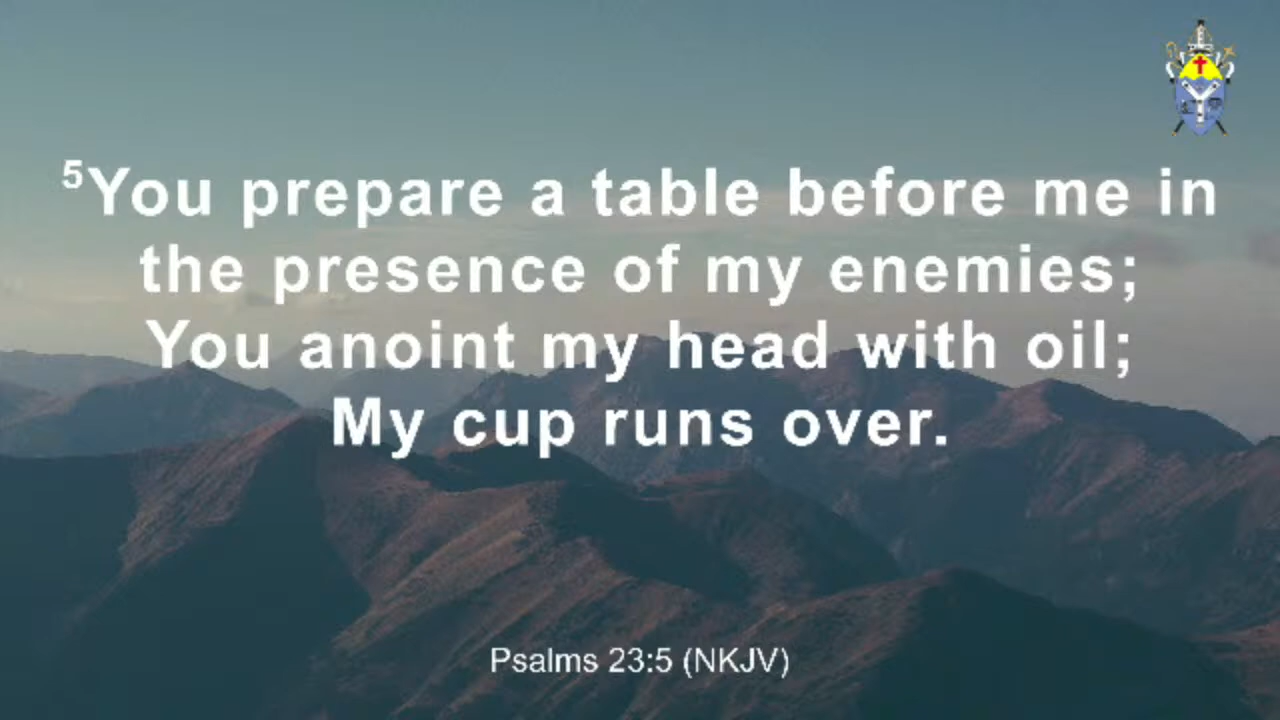 ⁵You prepare a table before me in
the presence of my enemies;
You anoint my head with oil;
My cup runs over.
Psalms 23:5 (NKJV)